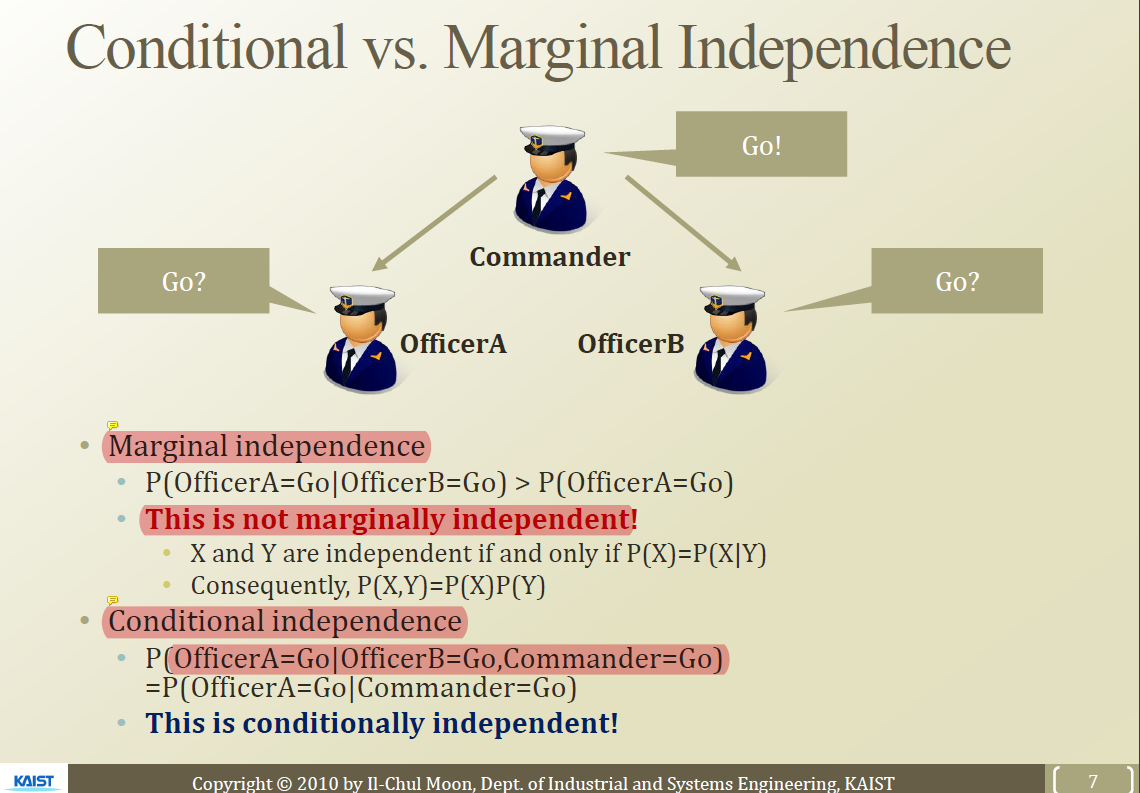 Conditional vs. Marginal Independence
Go!
Commander
Go?
Go?
OfficerA
OfficerB
• Marginal independence
• P(OfficerA=Go|OfficerB=Go) > P(OfficerA=Go)
• This is not marginally independent!
• X and Y are independent if and only if P(X)=P(X|Y)
• Consequently, P(X,Y)=P(X)P(Y)
• Conditional independence
• P(OfficerA=Go|OfficerB=Go,Commander=Go)
=P(OfficerA=Go|Commander=Go)
• This is conditionally independent!
KAIST
Copyright © 2010 by Il-Chul Moon, Dept. of Industrial and Systems Engineering, KAIST
7